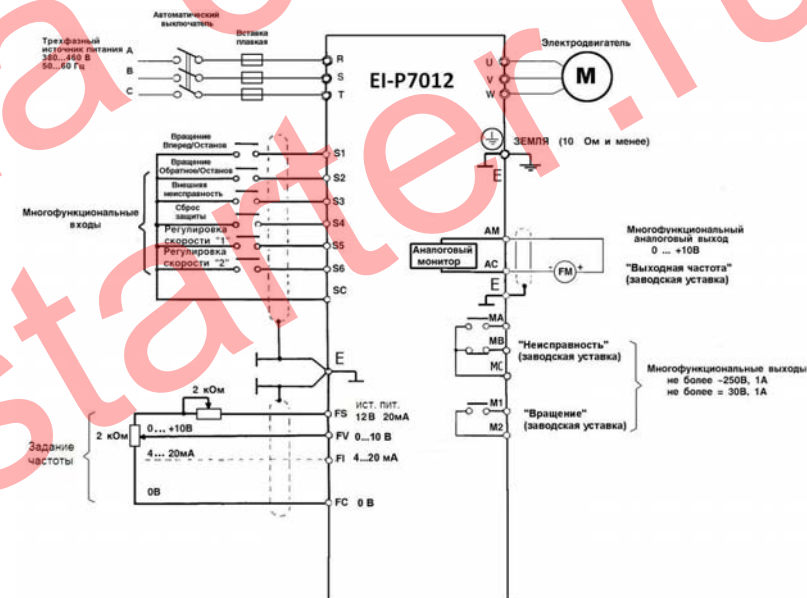 Автоматический
выключатель
Вставка
плавкая
Трехфазный
источник питания
380...460 В
50...60 Гц
A
B
C
R
S
T
EI-P7012
U
V
W
Электродвигатель
M
ЗЕМЛЯ (10 Ом и менее)
E
Вращение
Вперед/Останов
S1
Вращение
Обратное/Останов
S2
Внешняя
неисправность
S3
Сброс
защиты
S4
Регулировка
скорости "1"
S5
Регулировка
скорости "2"
S6
SC
Многофункциональные
входы
AM
AC
Аналоговый
монитор
- FM +
E
Многофункциональный
аналоговый выход
0 ... +10В
"Выходная частота"
(заводская уставка)
MA
MB
MC
"Неисправность"
(заводская уставка)
M1
M2
"Вращение"
(заводская уставка)
Многофункциональные выходы
не более ~250В, 1А
не более = 30В, 1А
E
2 кОм
FS
ИСТ. ПИТ.
12В 20мА
2 кОм
0... +10В
FV 0...10 В
Задание
частоты
4... 20мА
FI 4...20 мА
0В
FC 0 В
starter.ru